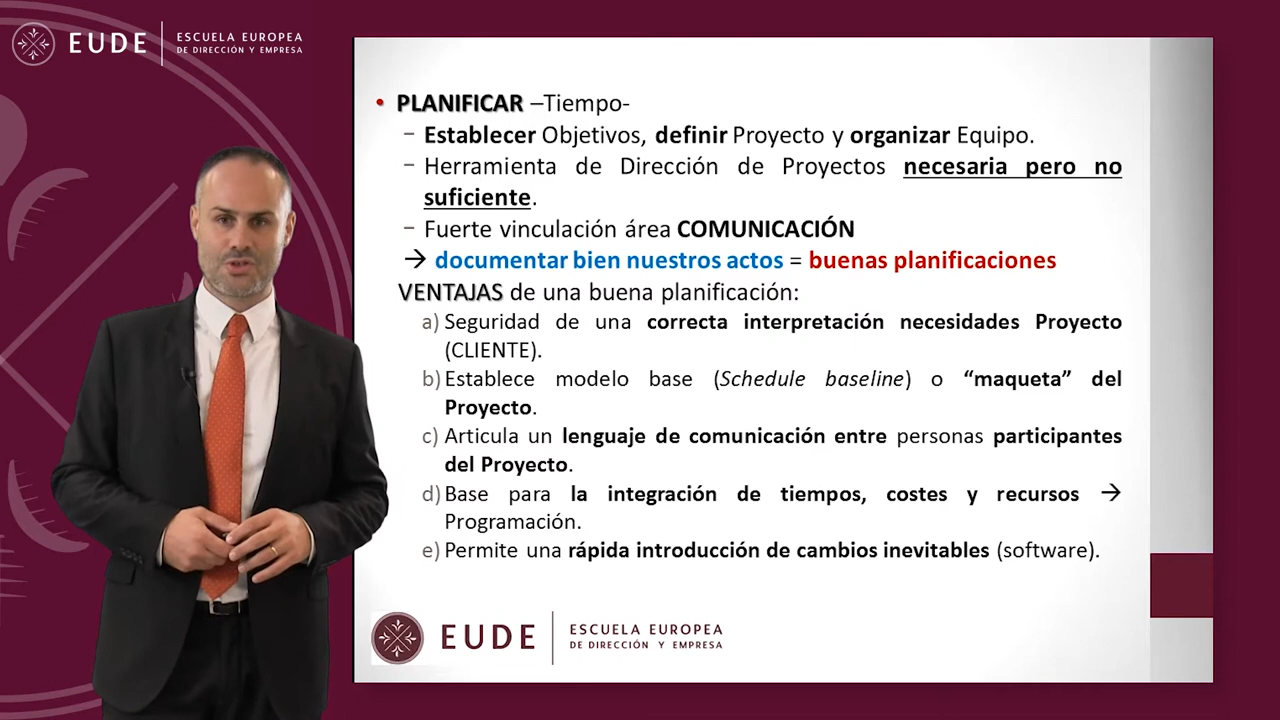 EUDE
ESCUELA EUROPEA
DE DIRECCIÓN Y EMPRESA
• PLANIFICAR –Tiempo-
− Establecer Objetivos, definir Proyecto y organizar Equipo.
− Herramienta de Dirección de Proyectos necesaria pero no
suficiente.
− Fuerte vinculación área COMUNICACIÓN
→ documentar bien nuestros actos = buenas planificaciones
VENTAJAS de una buena planificación:
a) Seguridad de una correcta interpretación necesidades Proyecto
(CLIENTE).
b) Establece modelo base (Schedule baseline) o “maqueta” del
Proyecto.
c) Articula un lenguaje de comunicación entre personas participantes
del Proyecto.
d) Base para la integración de tiempos, costes y recursos →
Programación.
e) Permite una rápida introducción de cambios inevitables (software).
EUDE
ESCUELA EUROPEA
DE DIRECCIÓN Y EMPRESA